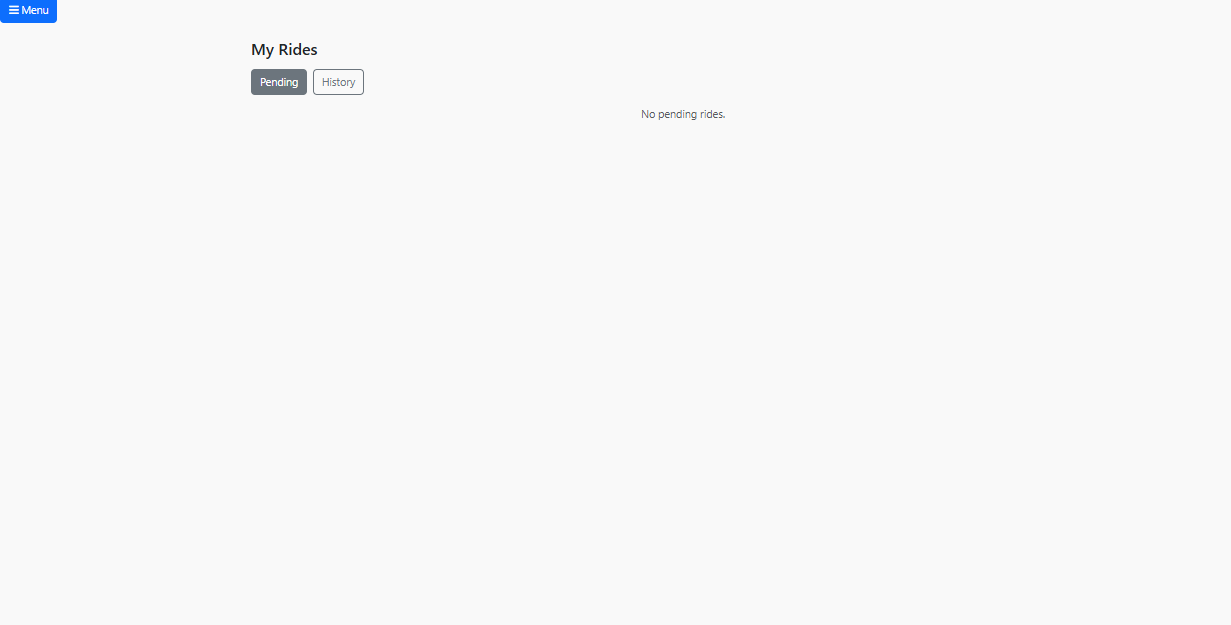 Menu
My Rides
Pending History
No pending rides.